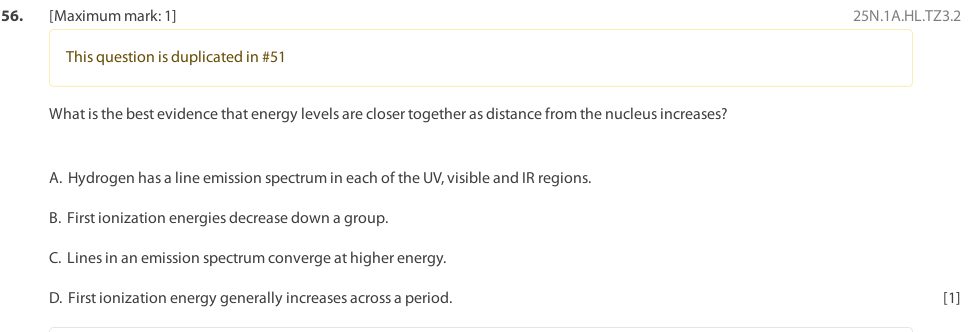 56. [Maximum mark: 1] 25N.1A.HL.TZ3.2
This question is duplicated in #51
What is the best evidence that energy levels are closer together as distance from the nucleus increases?
A. Hydrogen has a line emission spectrum in each of the UV, visible and IR regions.
B. First ionization energies decrease down a group.
C. Lines in an emission spectrum converge at higher energy.
D. First ionization energy generally increases across a period. [1]